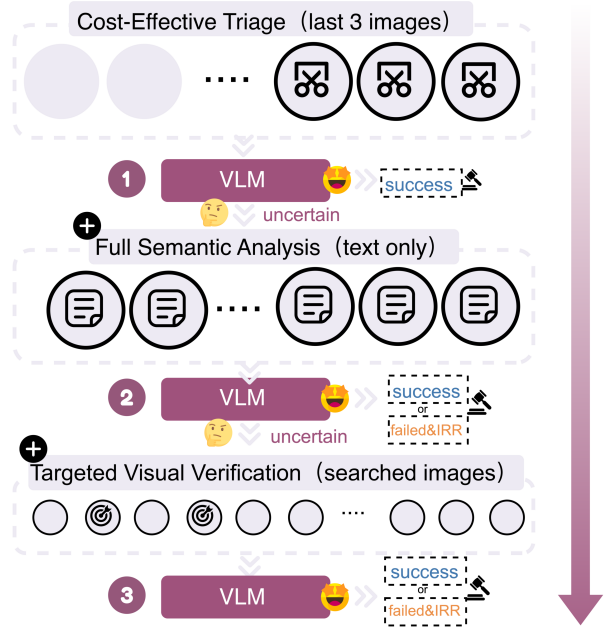 Cost-Effective Triage（last 3 images）
....
1 VLM success
uncertain
+
Full Semantic Analysis（text only）
....
2 VLM success
or
failed&IRR
uncertain
+
Targeted Visual Verification（searched images）
....
3 VLM success
or
failed&IRR